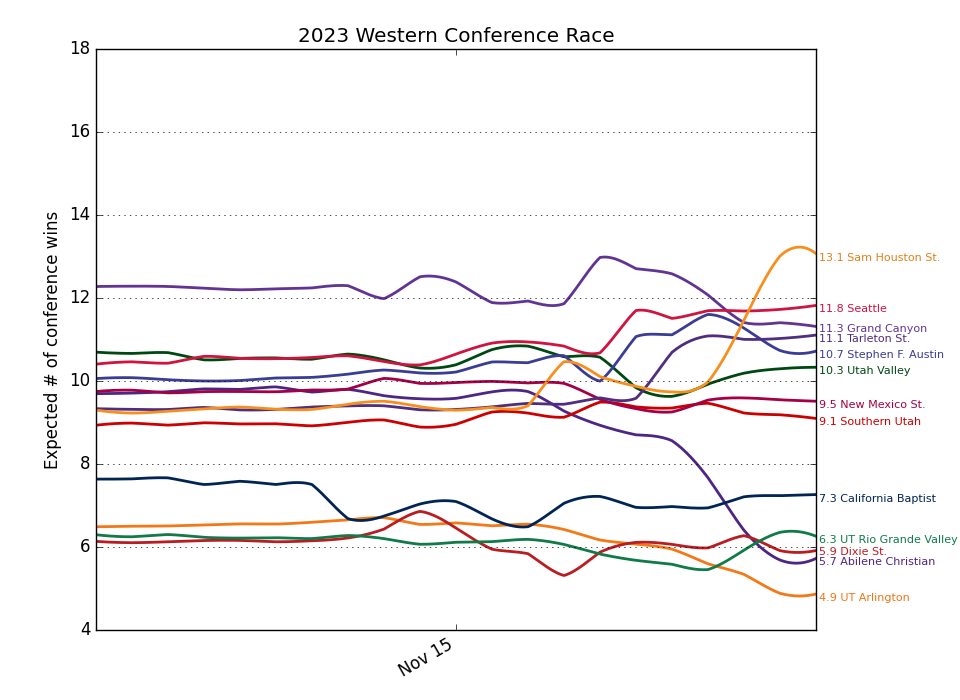 2023 Western Conference Race
Expected # of conference wins
18
16
14
12
10
8
6
4
Nov 15
13.1 Sam Houston St.
11.8 Seattle
11.3 Grand Canyon
11.1 Tarleton St.
10.7 Stephen F. Austin
10.3 Utah Valley
9.5 New Mexico St.
9.1 Southern Utah
7.3 California Baptist
6.3 UT Rio Grande Valley
5.9 Dixie St.
5.7 Abilene Christian
4.9 UT Arlington